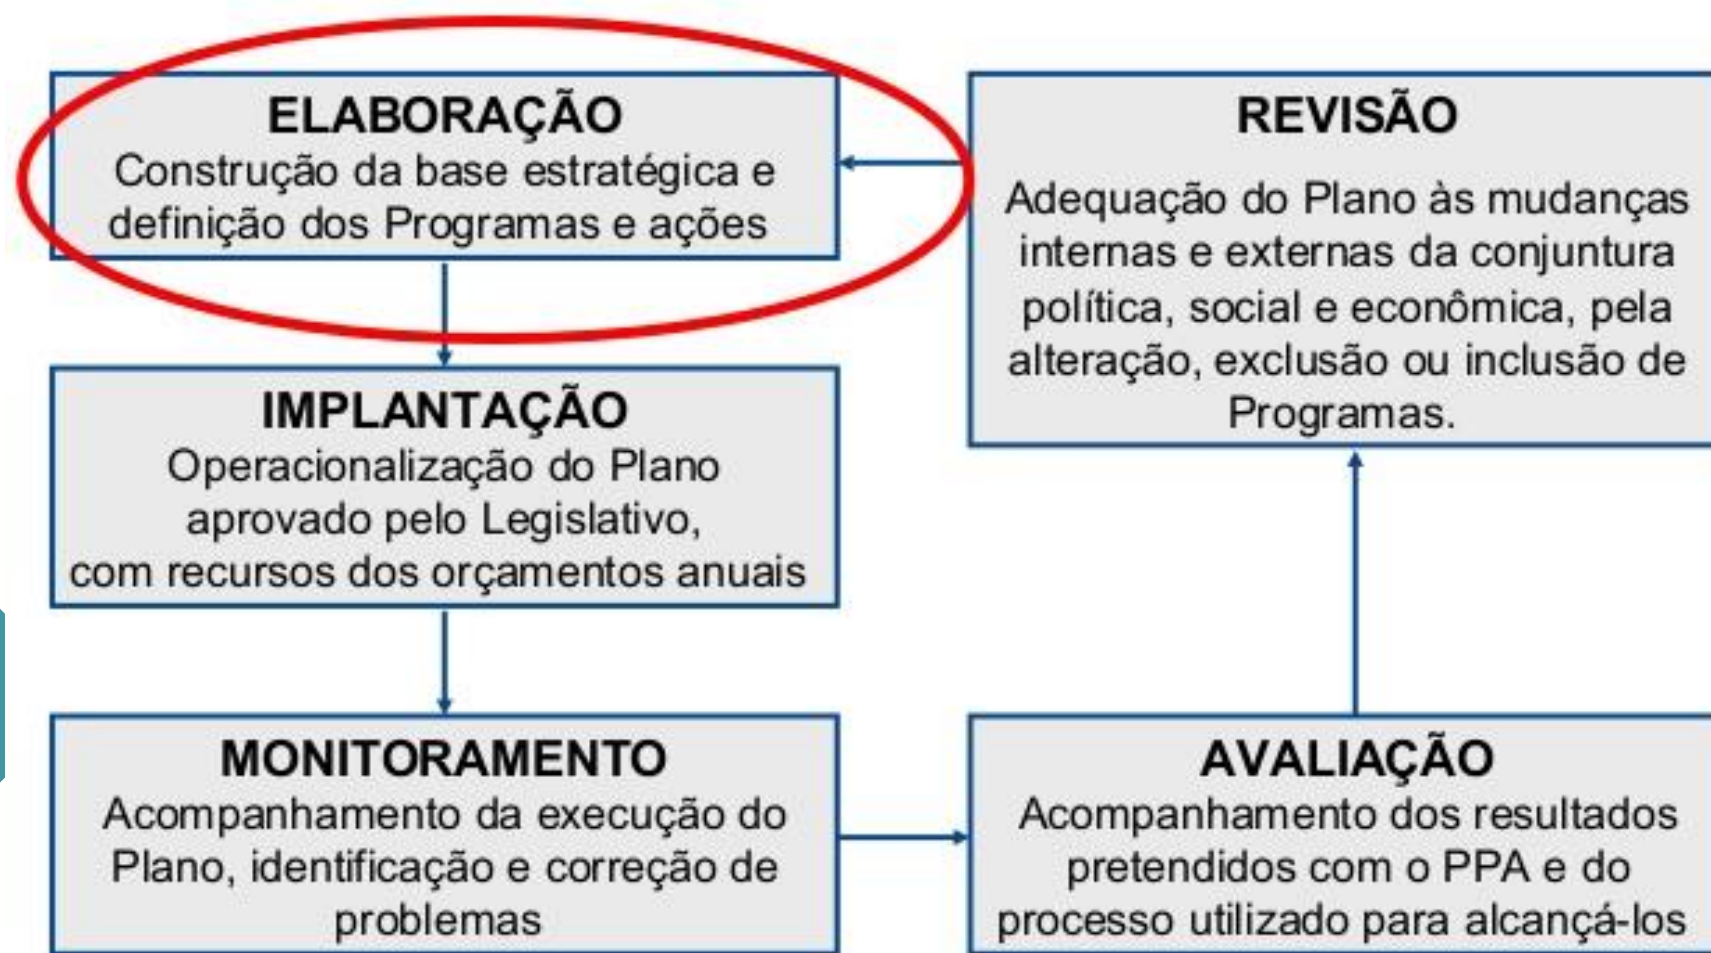 ELABORAÇÃO
Construção da base estratégica e
definição dos Programas e ações
IMPLANTAÇÃO
Operacionalização do Plano
aprovado pelo Legislativo,
com recursos dos orçamentos anuais
MONITORAMENTO
Acompanhamento da execução do
Plano, identificação e correção de
problemas
AVALIAÇÃO
Acompanhamento dos resultados
pretendidos com o PPA e do
processo utilizado para alcançá-los
REVISÃO
Adequação do Plano às mudanças
internas e externas da conjuntura
política, social e econômica, pela
alteração, exclusão ou inclusão de
Programas.